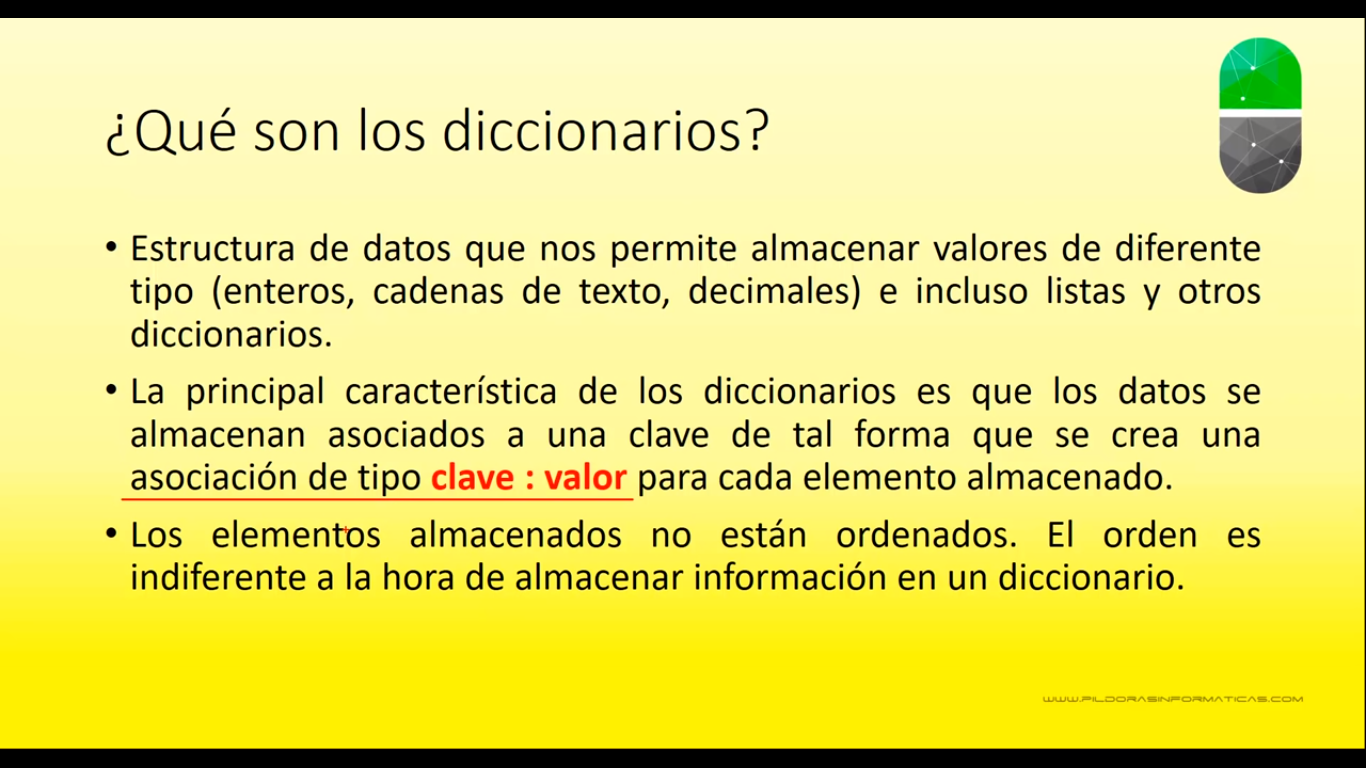 ¿Qué son los diccionarios?
• Estructura de datos que nos permite almacenar valores de diferente
tipo (enteros, cadenas de texto, decimales) e incluso listas y otros
diccionarios.
• La principal característica de los diccionarios es que los datos se
almacenan asociados a una clave de tal forma que se crea una
asociación de tipo clave : valor para cada elemento almacenado.
• Los elementos almacenados no están ordenados. El orden es
indiferente a la hora de almacenar información en un diccionario.
WWW.PILDORASINFORMATICAS.COM